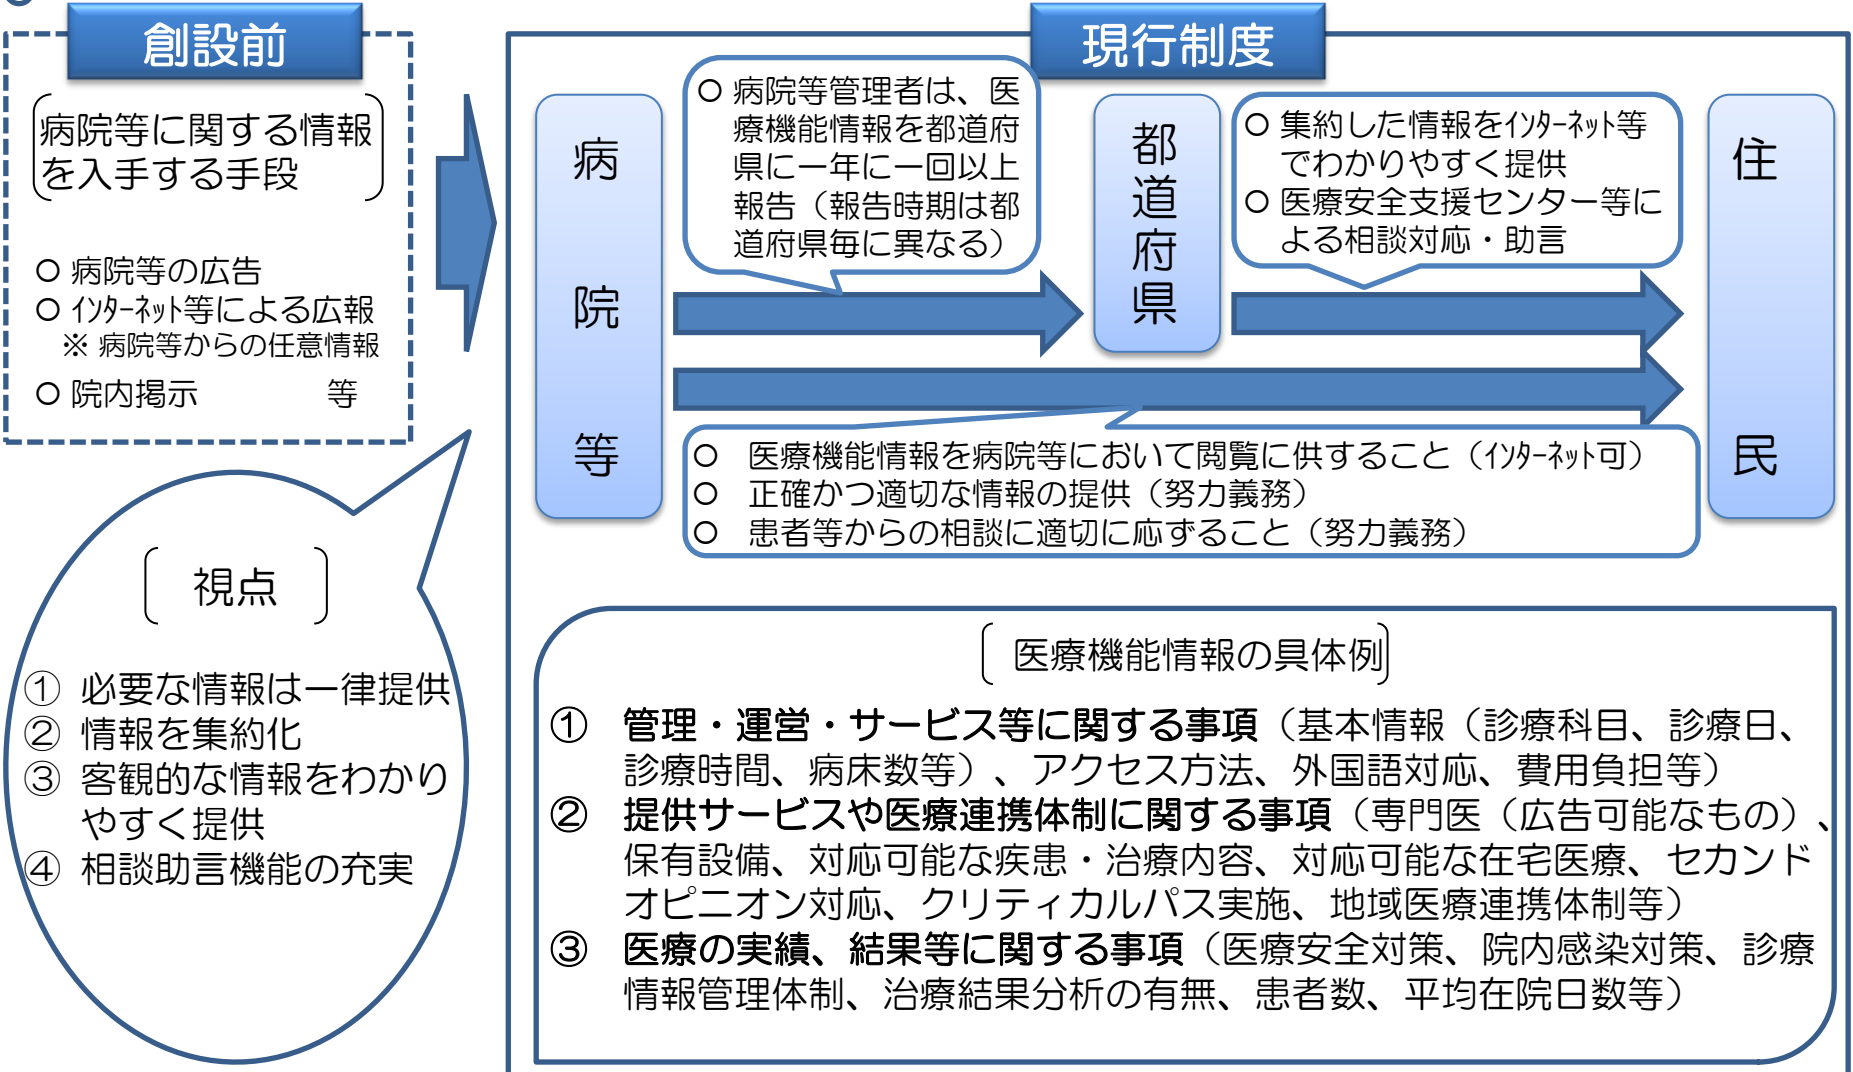 創設前
病院等に関する情報
を入手する手段
○ 病院等の広告
○ ｲﾝﾀｰﾈｯﾄ等による広報
※ 病院等からの任意情報
○ 院内掲示　　　　等
視点
① 必要な情報は一律提供
② 情報を集約化
③ 客観的な情報をわかり
やすく提供
④ 相談助言機能の充実
現行制度
病院等
○ 病院等管理者は、医
療機能情報を都道府
県に一年に一回以上
報告（報告時期は都
道府県毎に異なる）
都道府県
○ 集約した情報をｲﾝﾀｰﾈｯﾄ等
でわかりやすく提供
○ 医療安全支援センター等に
よる相談対応・助言
住民
○　医療機能情報を病院等において閲覧に供すること（ｲﾝﾀｰﾈｯﾄ可）
○　正確かつ適切な情報の提供（努力義務）
○　患者等からの相談に適切に応ずること（努力義務）
医療機能情報の具体例
①　管理・運営・サービス等に関する事項（基本情報（診療科目、診療日、
診療時間、病床数等）、アクセス方法、外国語対応、費用負担等）
②　提供サービスや医療連携体制に関する事項（専門医（広告可能なもの）、
保有設備、対応可能な疾患・治療内容、対応可能な在宅医療、セカンド
オピニオン対応、クリティカルパス実施、地域医療連携体制等）
③　医療の実績、結果等に関する事項（医療安全対策、院内感染対策、診療
情報管理体制、治療結果分析の有無、患者数、平均在院日数等）